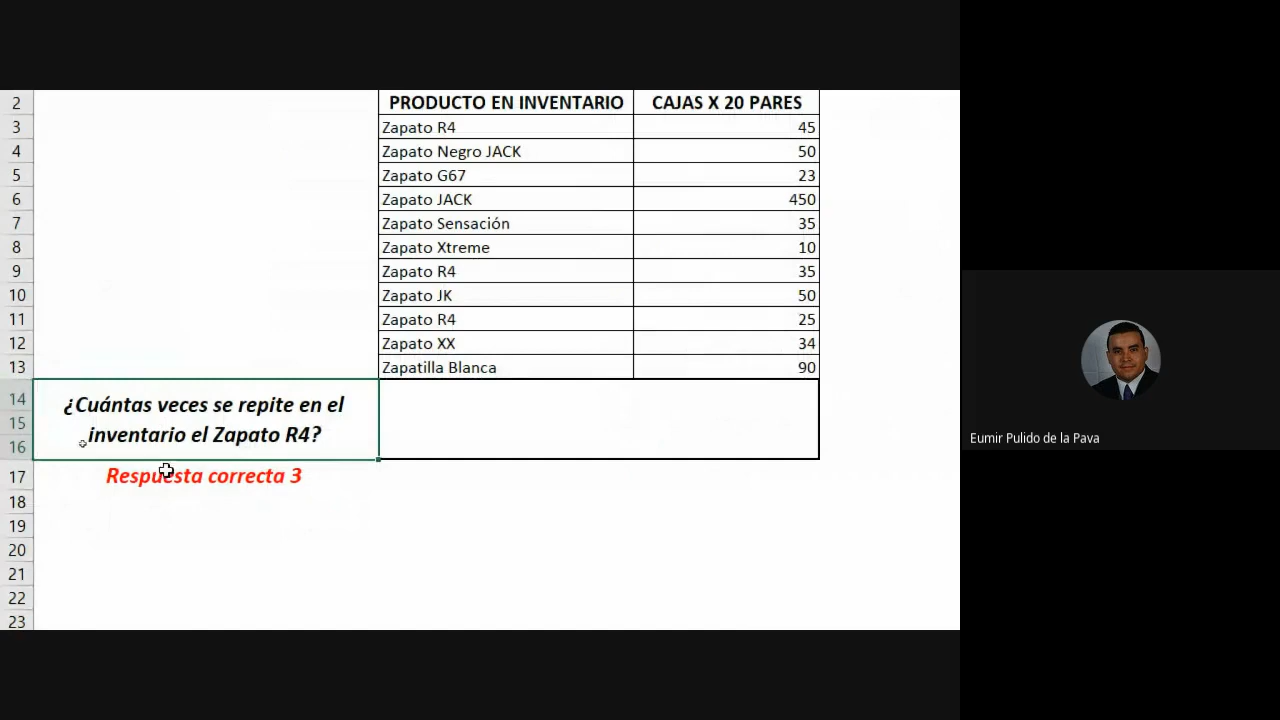 2 PRODUCTO EN INVENTARIO CAJAS X 20 PARES
3 Zapato R4 45
4 Zapato Negro JACK 50
5 Zapato G67 23
6 Zapato JACK 450
7 Zapato Sensación 35
8 Zapato Xtreme 10
9 Zapato R4 35
10 Zapato JK 50
11 Zapato R4 25
12 Zapato XX 34
13 Zapatilla Blanca 90
14 ¿Cuántas veces se repite en el
15 inventario el Zapato R4?
16
17 Respuesta correcta 3
18
19
20
21
22
23
Eumir Pulido de la Pava